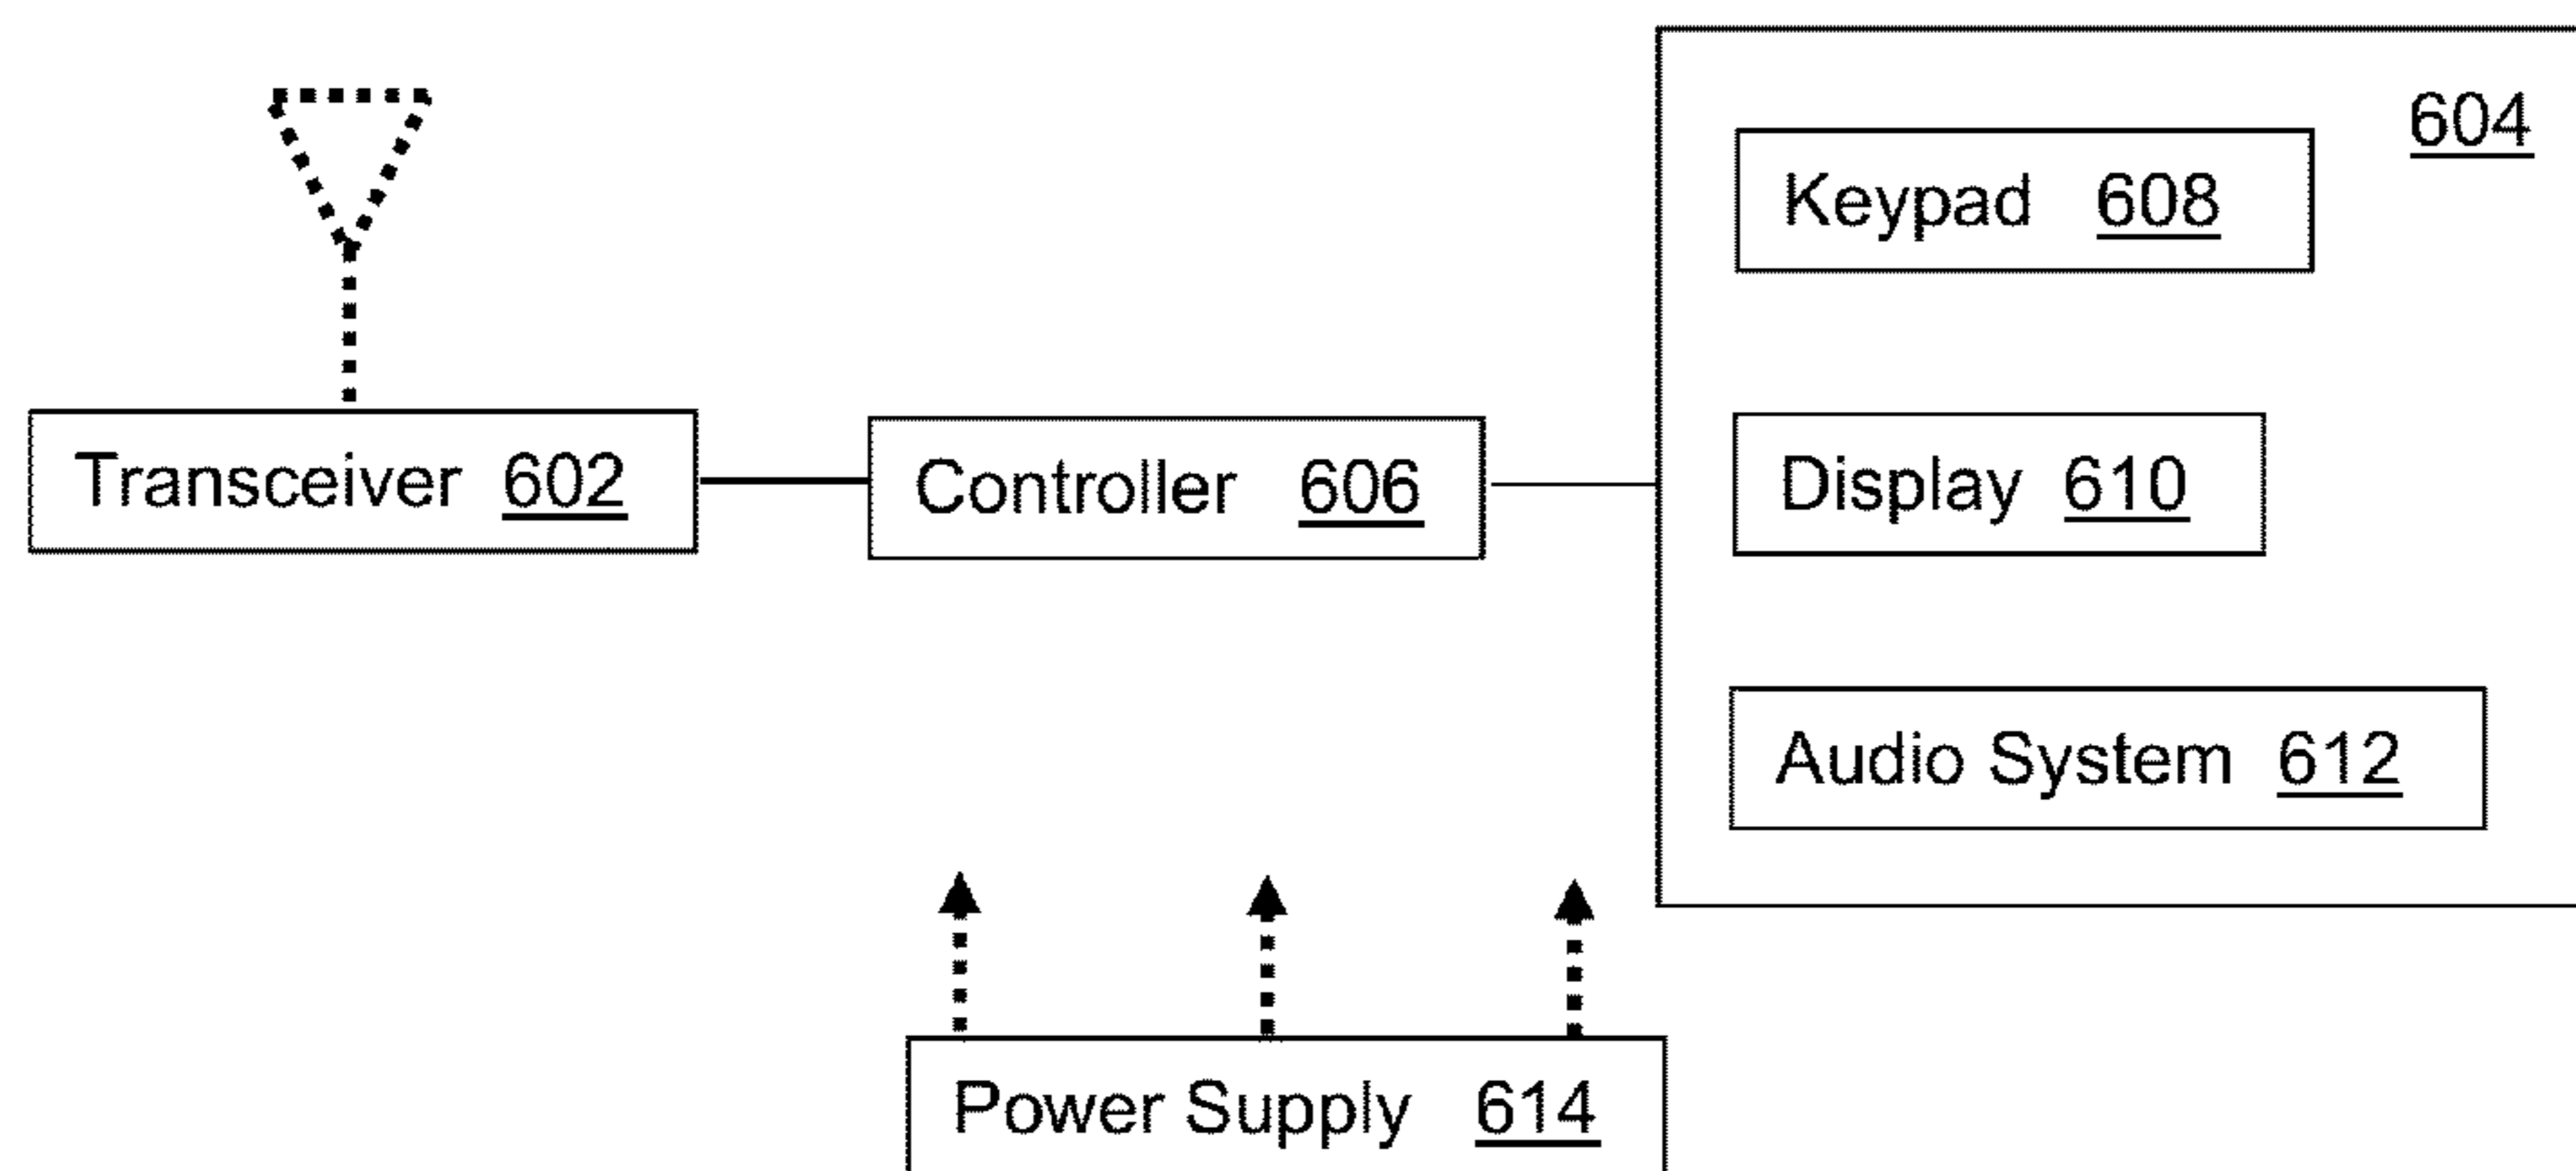 604
Keypad 608
Transceiver 602
Controller 606
Display 610
Audio System 612
Power Supply 614